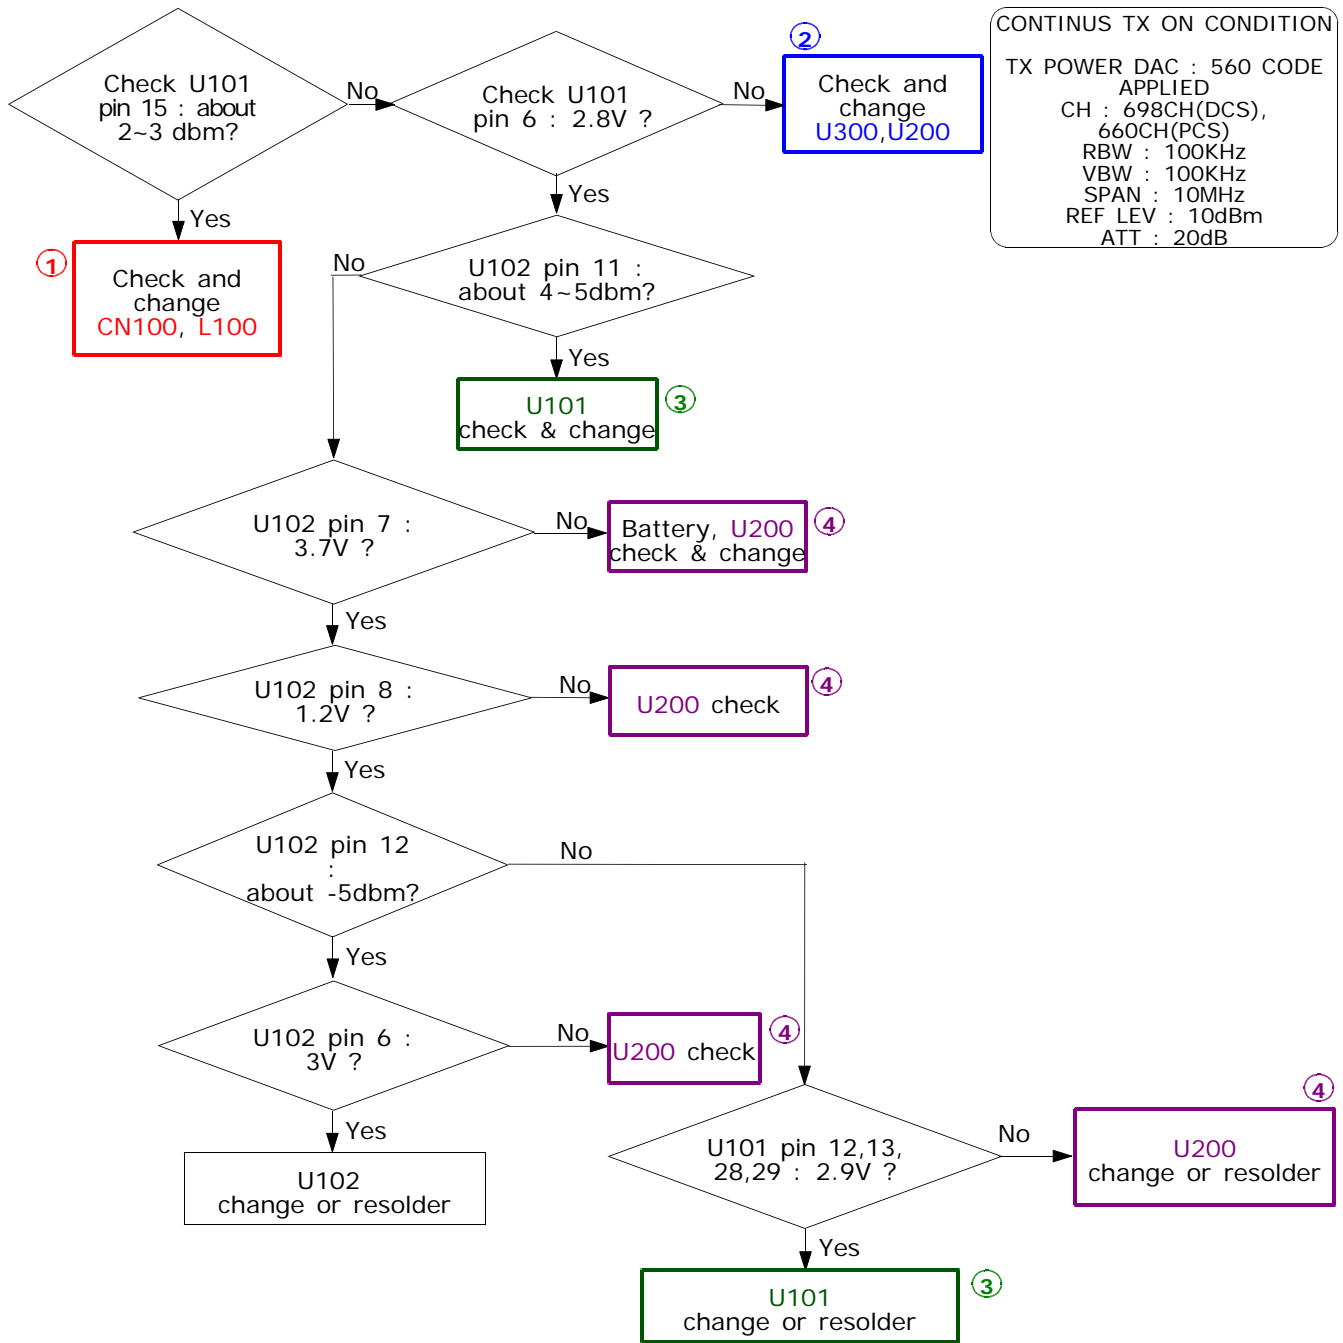 Check U101
pin 15 : about
2~3 dbm?
No
Check U101
pin 6 : 2.8V ?
No
2
Check and
change
U300,U200
CONTINUS TX ON CONDITION
TX POWER DAC : 560 CODE
APPLIED
CH : 698CH(DCS),
660CH(PCS)
RBW : 100KHz
VBW : 100KHz
SPAN : 10MHz
REF LEV : 10dBm
ATT : 20dB
Yes
Yes
1
Check and
change
CN100, L100
No
U102 pin 11 :
about 4~5dbm?
Yes
U101
check & change
3
U102 pin 7 :
3.7V ?
No
Battery, U200
check & change
4
Yes
U102 pin 8 :
1.2V ?
No
U200 check
4
Yes
U102 pin 12
:
about -5dbm?
No
Yes
U102 pin 6 :
3V ?
No
U200 check
4
Yes
U102
change or resolder
U101 pin 12,13,
28,29 : 2.9V ?
No
4
U200
change or resolder
Yes
U101
change or resolder
3